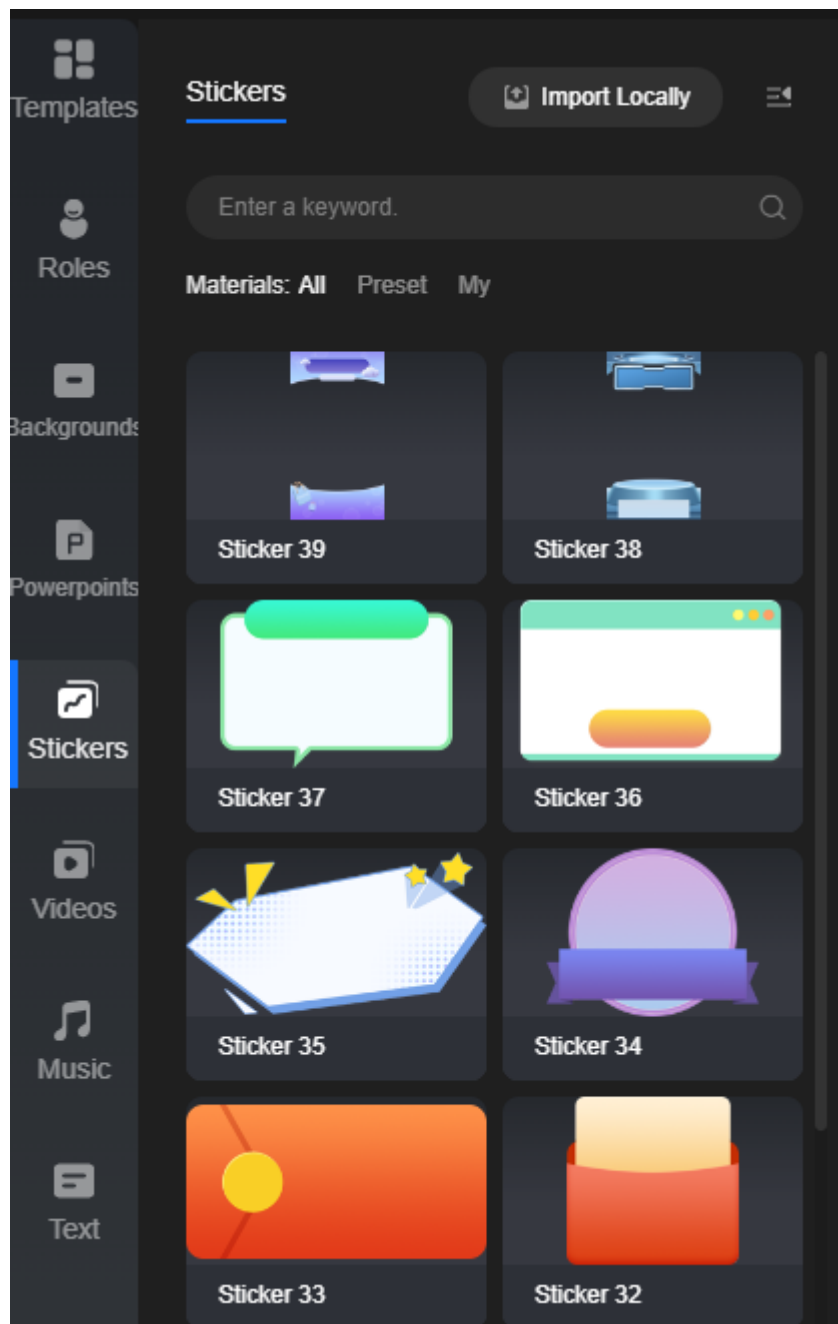 Templates
Roles
Backgrounds
Powerpoints
Stickers
Videos
Music
Text
Stickers
Import Locally
Enter a keyword.
Materials: All Preset My
Sticker 39
Sticker 38
Sticker 37
Sticker 36
Sticker 35
Sticker 34
Sticker 33
Sticker 32